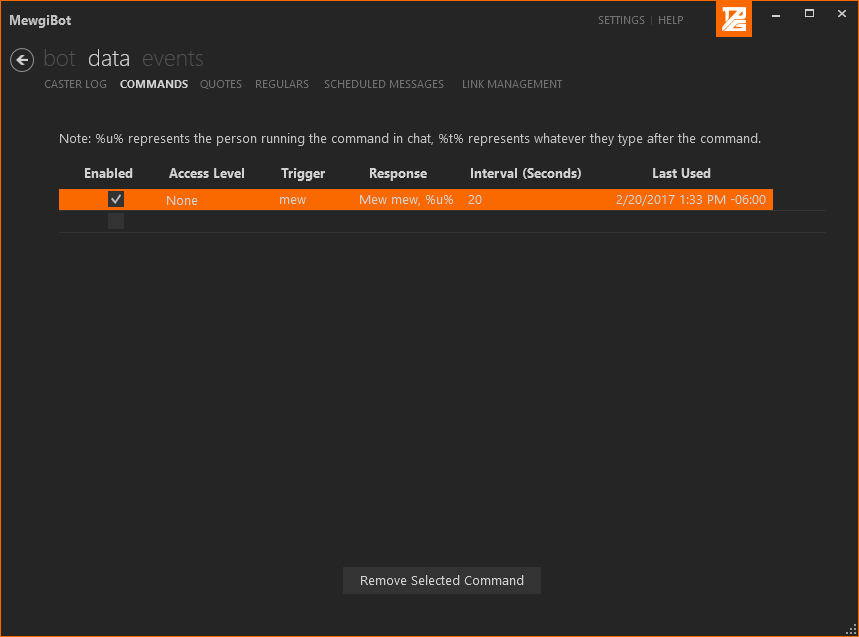 MewgiBot
SETTINGS | HELP
bot data events
CASTER LOG COMMANDS QUOTES REGULARS SCHEDULED MESSAGES LINK MANAGEMENT
Note: %u% represents the person running the command in chat, %t% represents whatever they type after the command.
Enabled Access Level Trigger Response Interval (Seconds) Last Used
None mew Mew mew, %u% 20 2/20/2017 1:33 PM -06:00
Remove Selected Command